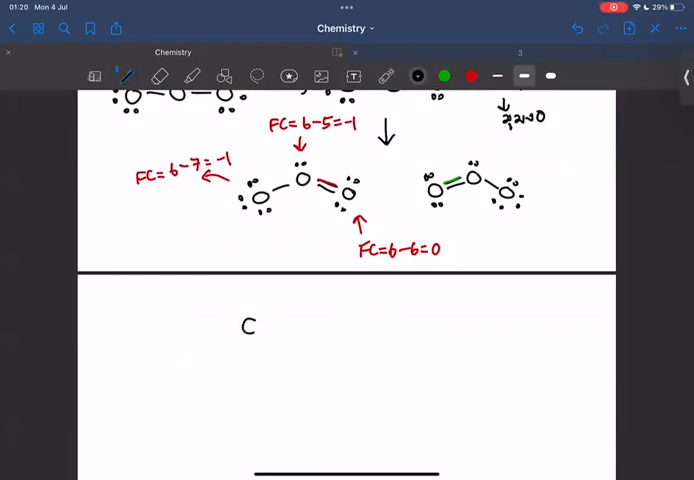 01:20 Mon 4 Jul
29%
Chemistry
Chemistry
3
FC = 6-5 = -1
FC = 6-7 = -1
O O O
O O O
FC = 6-6 = 0
C